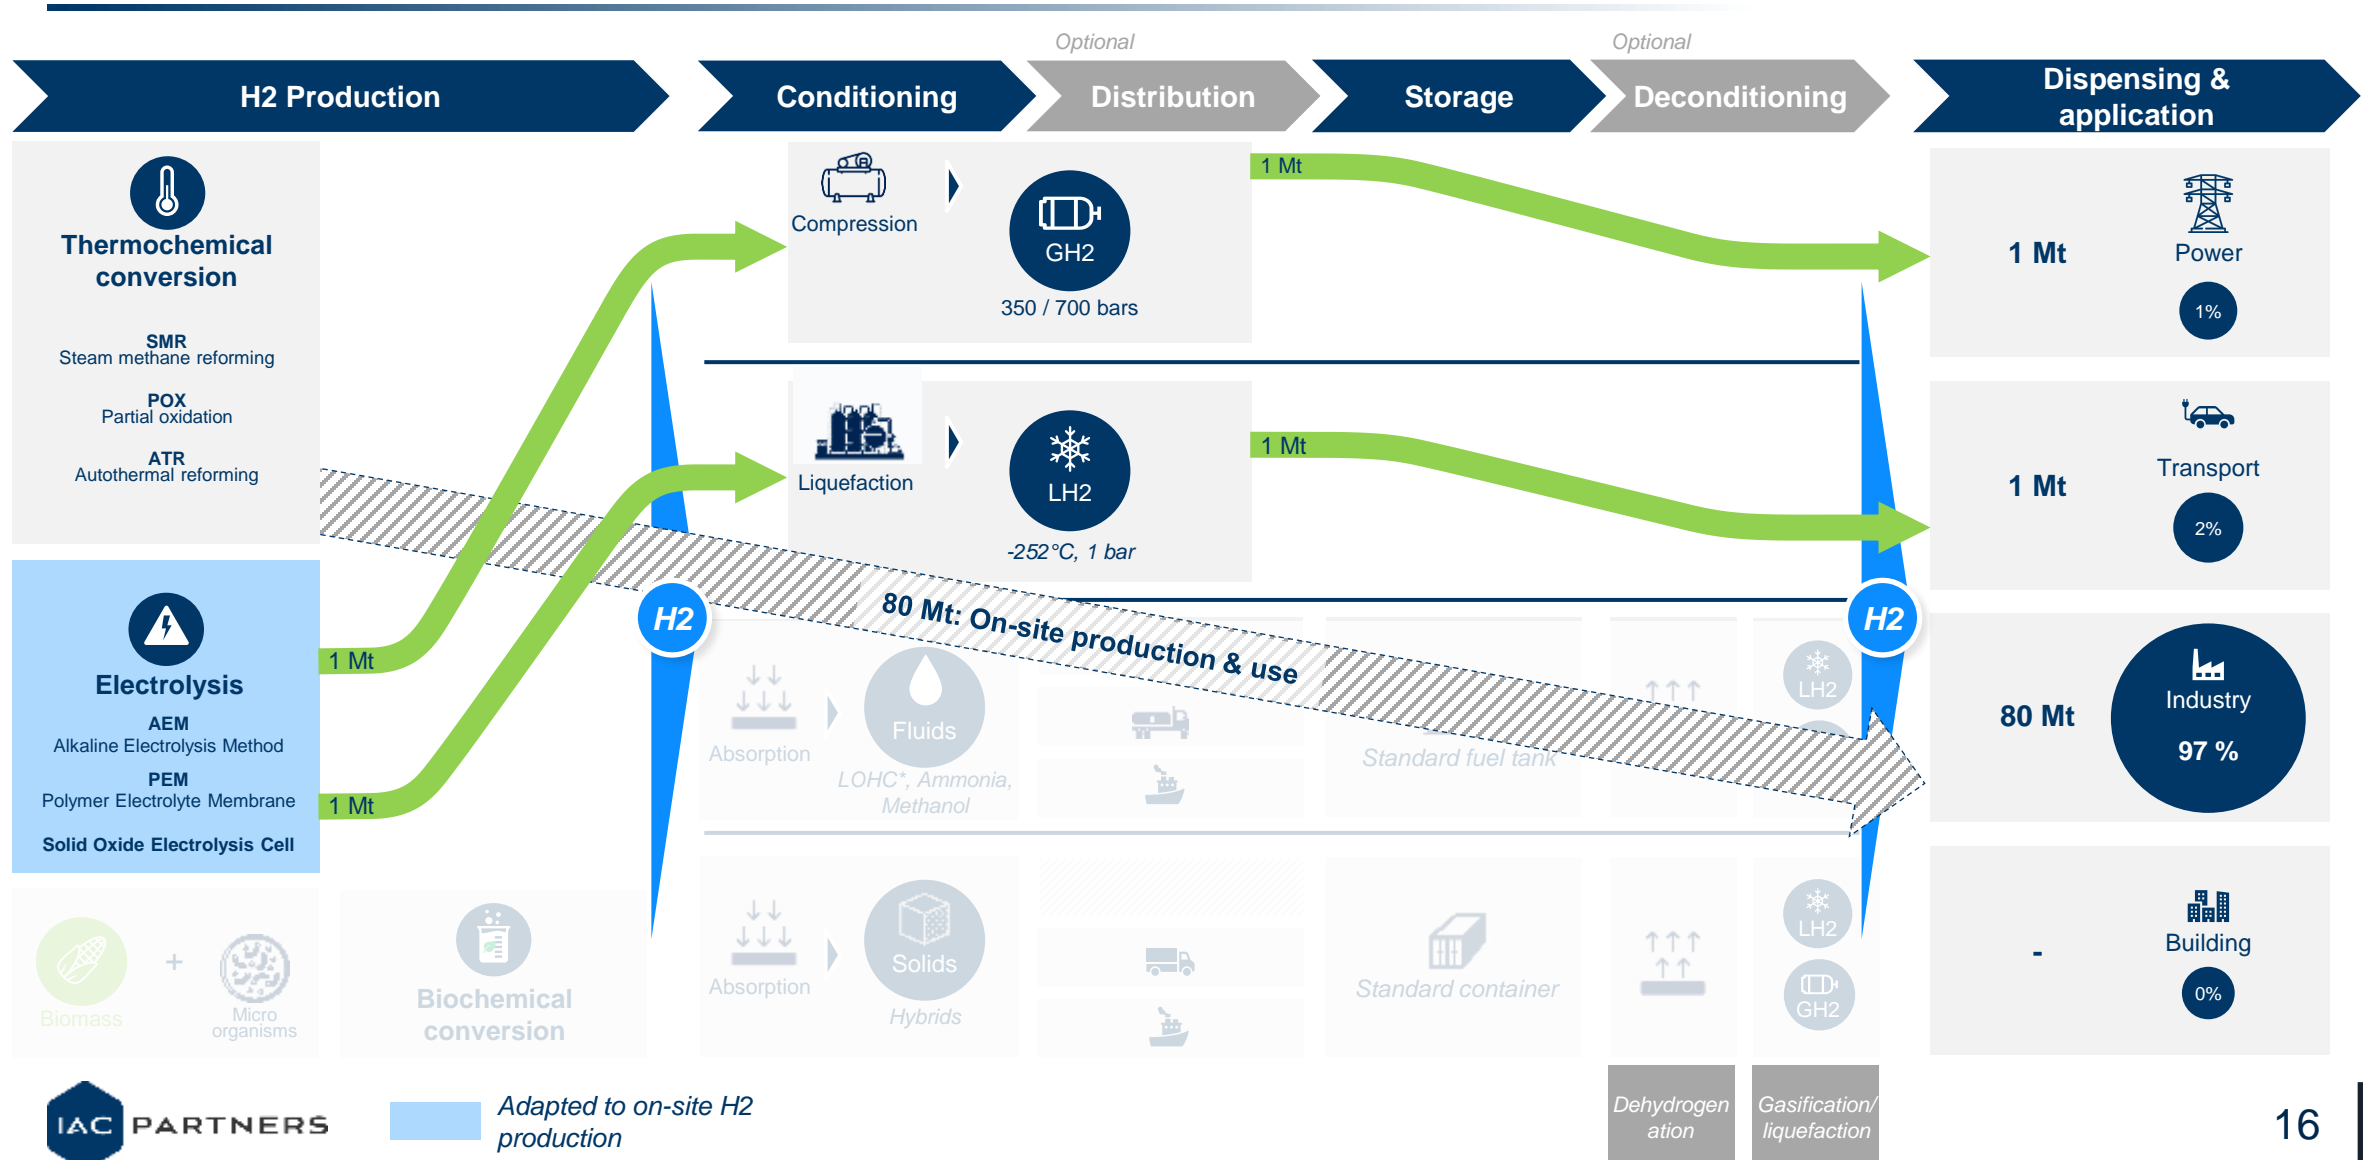 Optional
Optional
H2 Production
Conditioning
Distribution
Storage
Deconditioning
Dispensing &
application
Thermochemical
conversion
SMR
Steam methane reforming
POX
Partial oxidation
ATR
Autothermal reforming
Electrolysis
AEM
Alkaline Electrolysis Method
PEM
Polymer Electrolyte Membrane
Solid Oxide Electrolysis Cell
1 Mt
1 Mt
Biomass
+
Micro
organisms
Biochemical
conversion
H2
Compression
GH2
350 / 700 bars
1 Mt
Liquefaction
LH2
-252°C, 1 bar
1 Mt
80 Mt: On-site production & use
Absorption
Fluids
LOHC*, Ammonia,
Methanol
Standard fuel tank
LH2
Absorption
Solids
Hybrids
Standard container
LH2
GH2
H2
1 Mt
Power
1%
1 Mt
Transport
2%
80 Mt
Industry
97 %
-
Building
0%
IAC PARTNERS
Adapted to on-site H2
production
Dehydrogen
ation
Gasification/
liquefaction
16